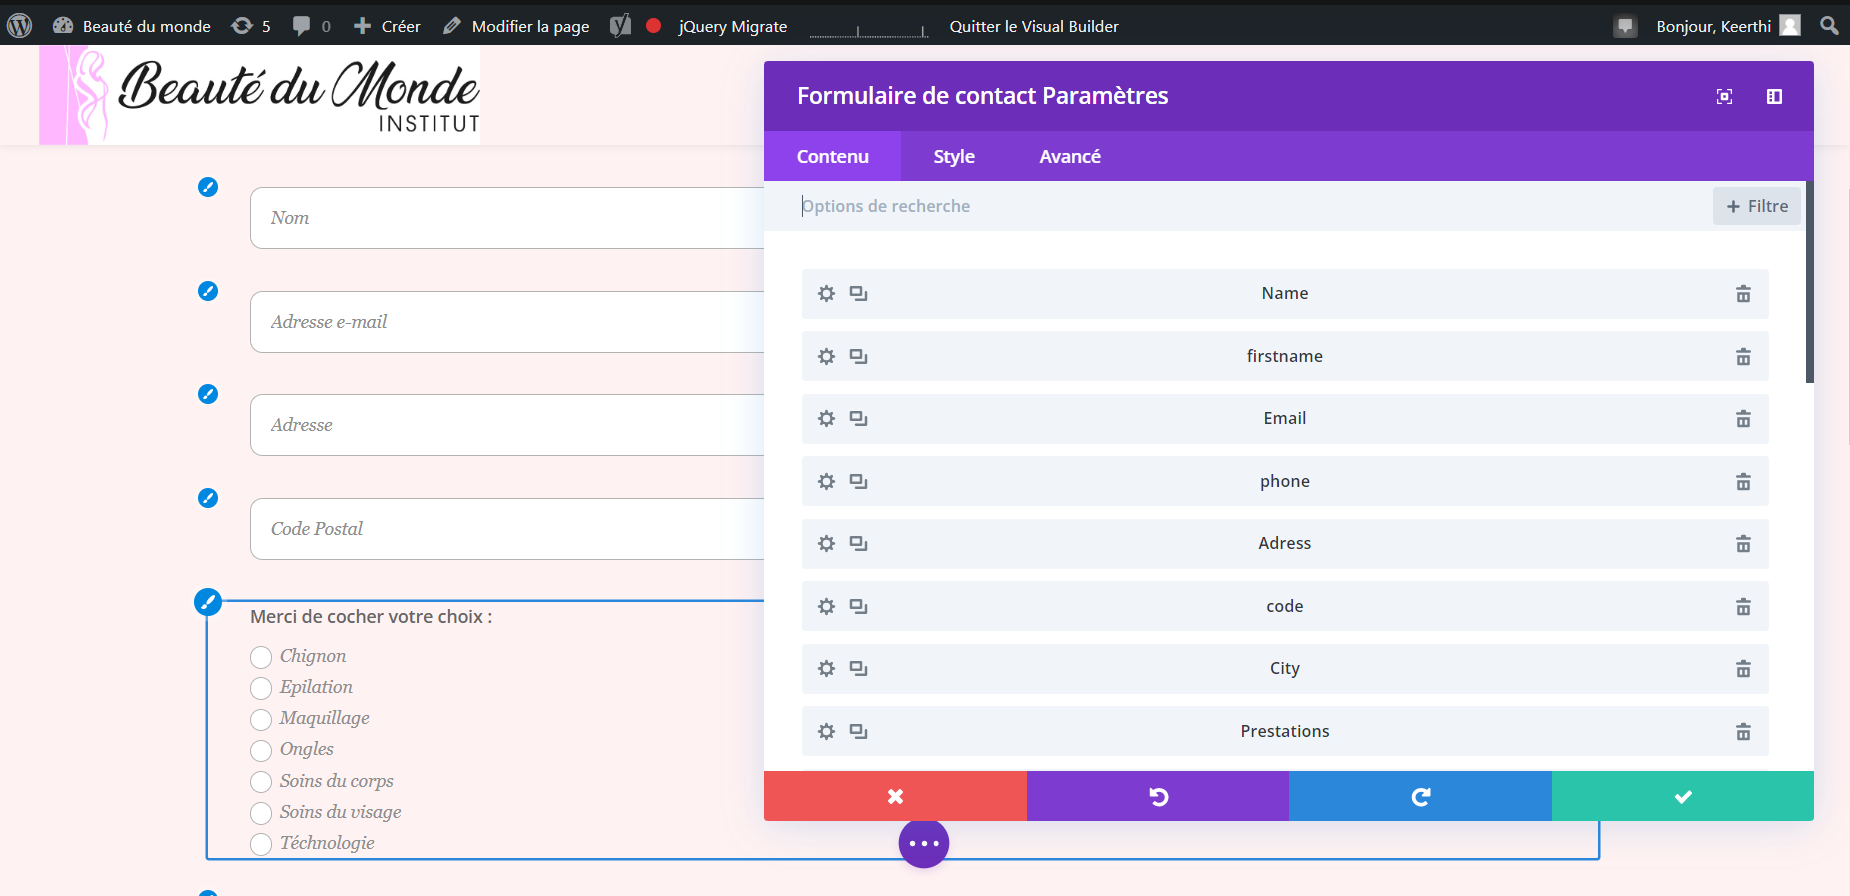 Beauté du monde 5 0 Créer Modifier la page jQuery Migrate Quitter le Visual Builder Bonjour, Keerthi
Beauté du Monde
INSTITUT
Nom
Adresse e-mail
Adresse
Code Postal
Merci de cocher votre choix :
Chignon
Epilation
Maquillage
Ongles
Soins du corps
Soins du visage
Téchnologie
Formulaire de contact Paramètres
Contenu Style Avancé
Options de recherche + Filtre
Name
firstname
Email
phone
Adress
code
City
Prestations